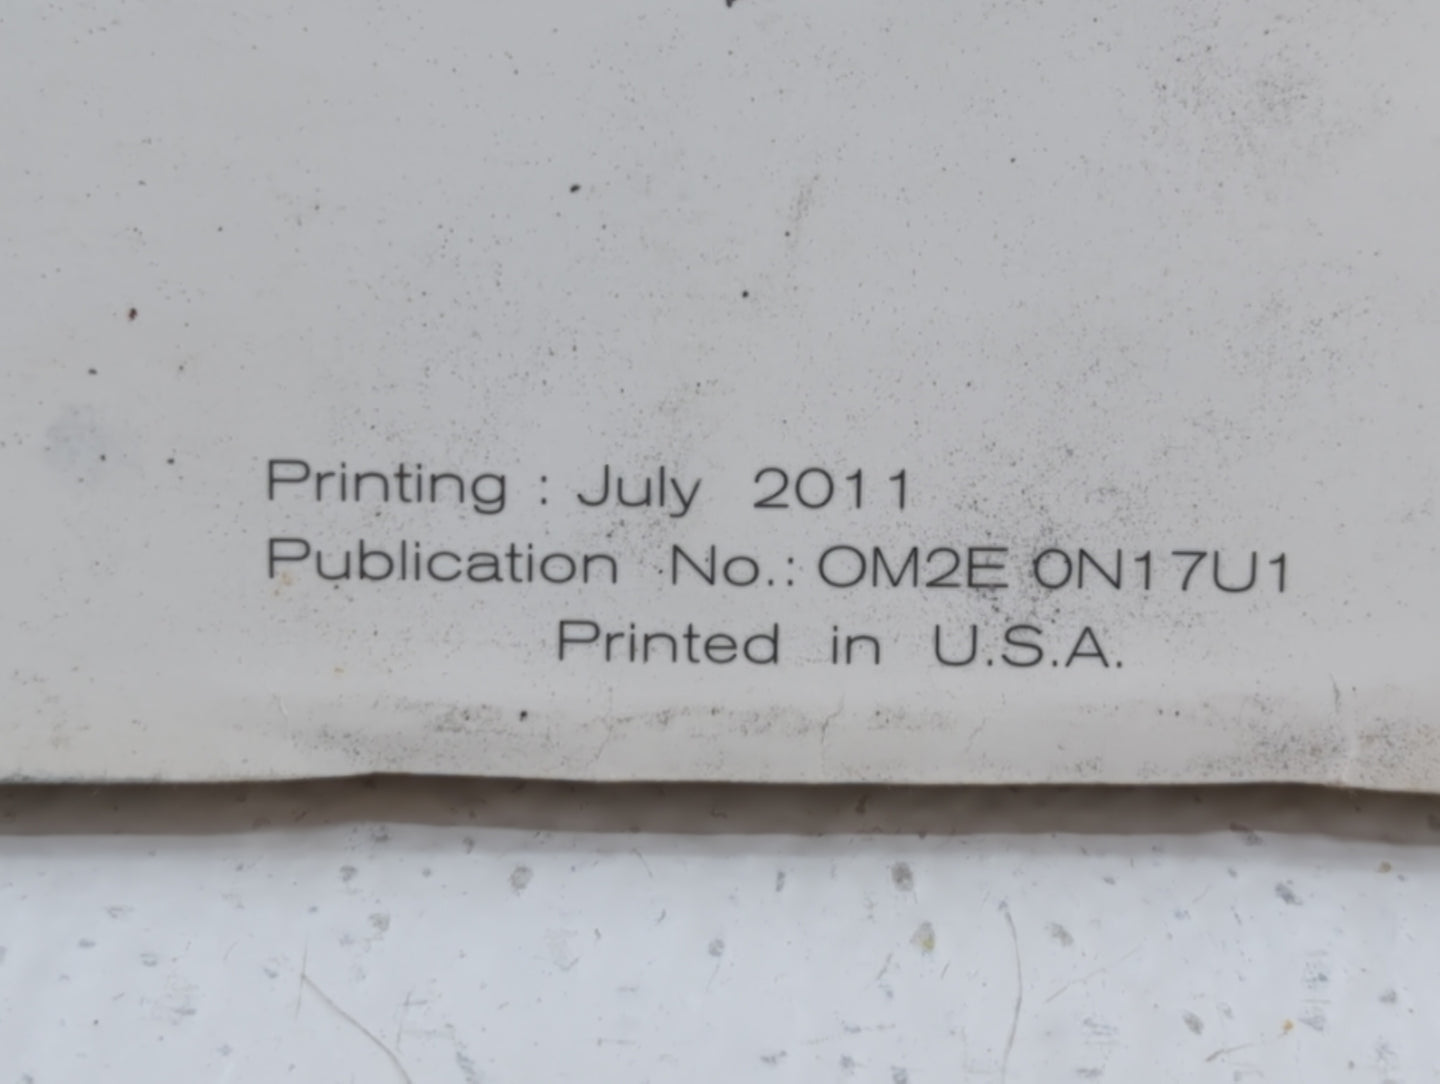 Printing : July 2011
Publication No.: OM2E 0N17U1
Printed in U.S.A.